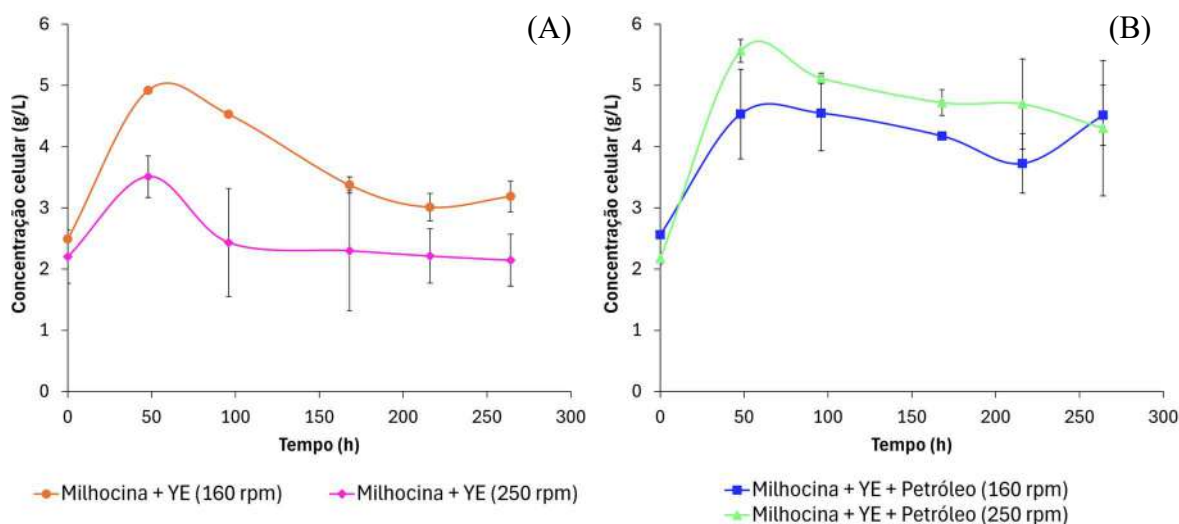 (A)
Concentração celular (g/L)
6
5
4
3
2
1
0
0 50 100 150 200 250 300
Tempo (h)
Milhocina + YE (160 rpm) Milhocina + YE (250 rpm)
(B)
Concentração celular (g/L)
6
5
4
3
2
1
0
0 50 100 150 200 250 300
Tempo (h)
Milhocina + YE + Petróleo (160 rpm)
Milhocina + YE + Petróleo (250 rpm)